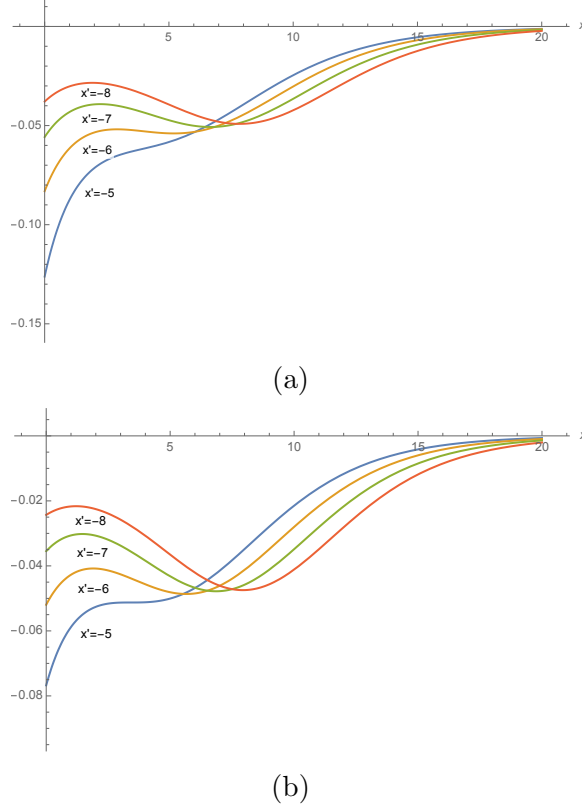 x
5 10 15 20
-0.05
-0.10
-0.15
x'=-8
x'=-7
x'=-6
x'=-5
(a)
x
5 10 15 20
-0.02
-0.04
-0.06
-0.08
x'=-8
x'=-7
x'=-6
x'=-5
(b)